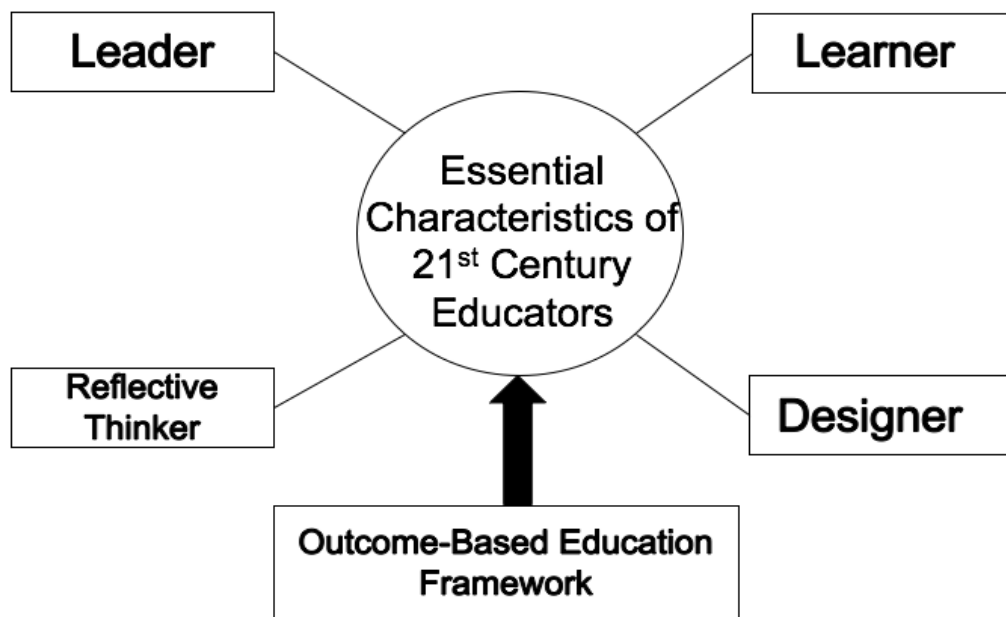 Leader
Learner
Essential
Characteristics of
21st Century
Educators
Reflective
Thinker
Designer
Outcome-Based Education
Framework